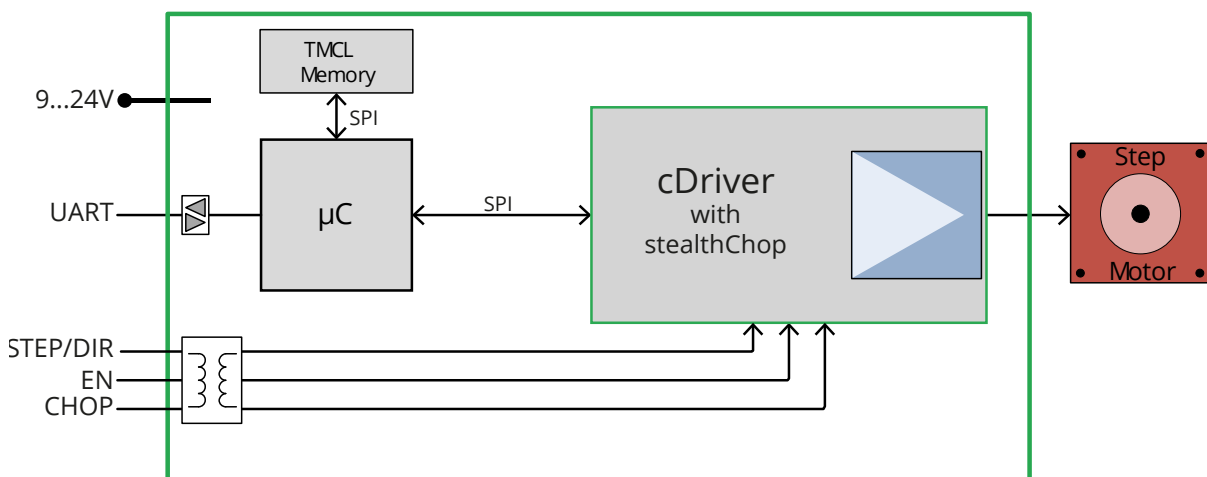 TMCL
Memory
9...24V
SPI
UART
µC
SPI
cDriver
with
stealthChop
Step
Motor
STEP/DIR
EN
CHOP